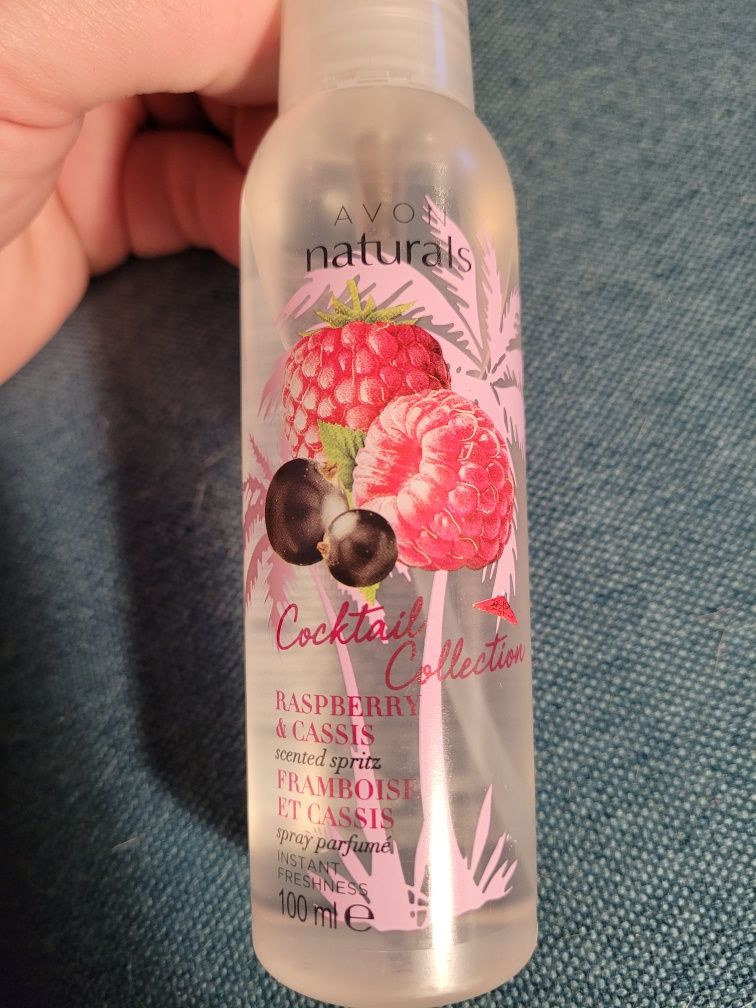 AVON
naturals
Cocktail
Collection
RASPBERRY
& CASSIS
scented spritz
FRAMBOISE
ET CASSIS
spray parfumé
INSTANT
FRESHNESS
100 ml e